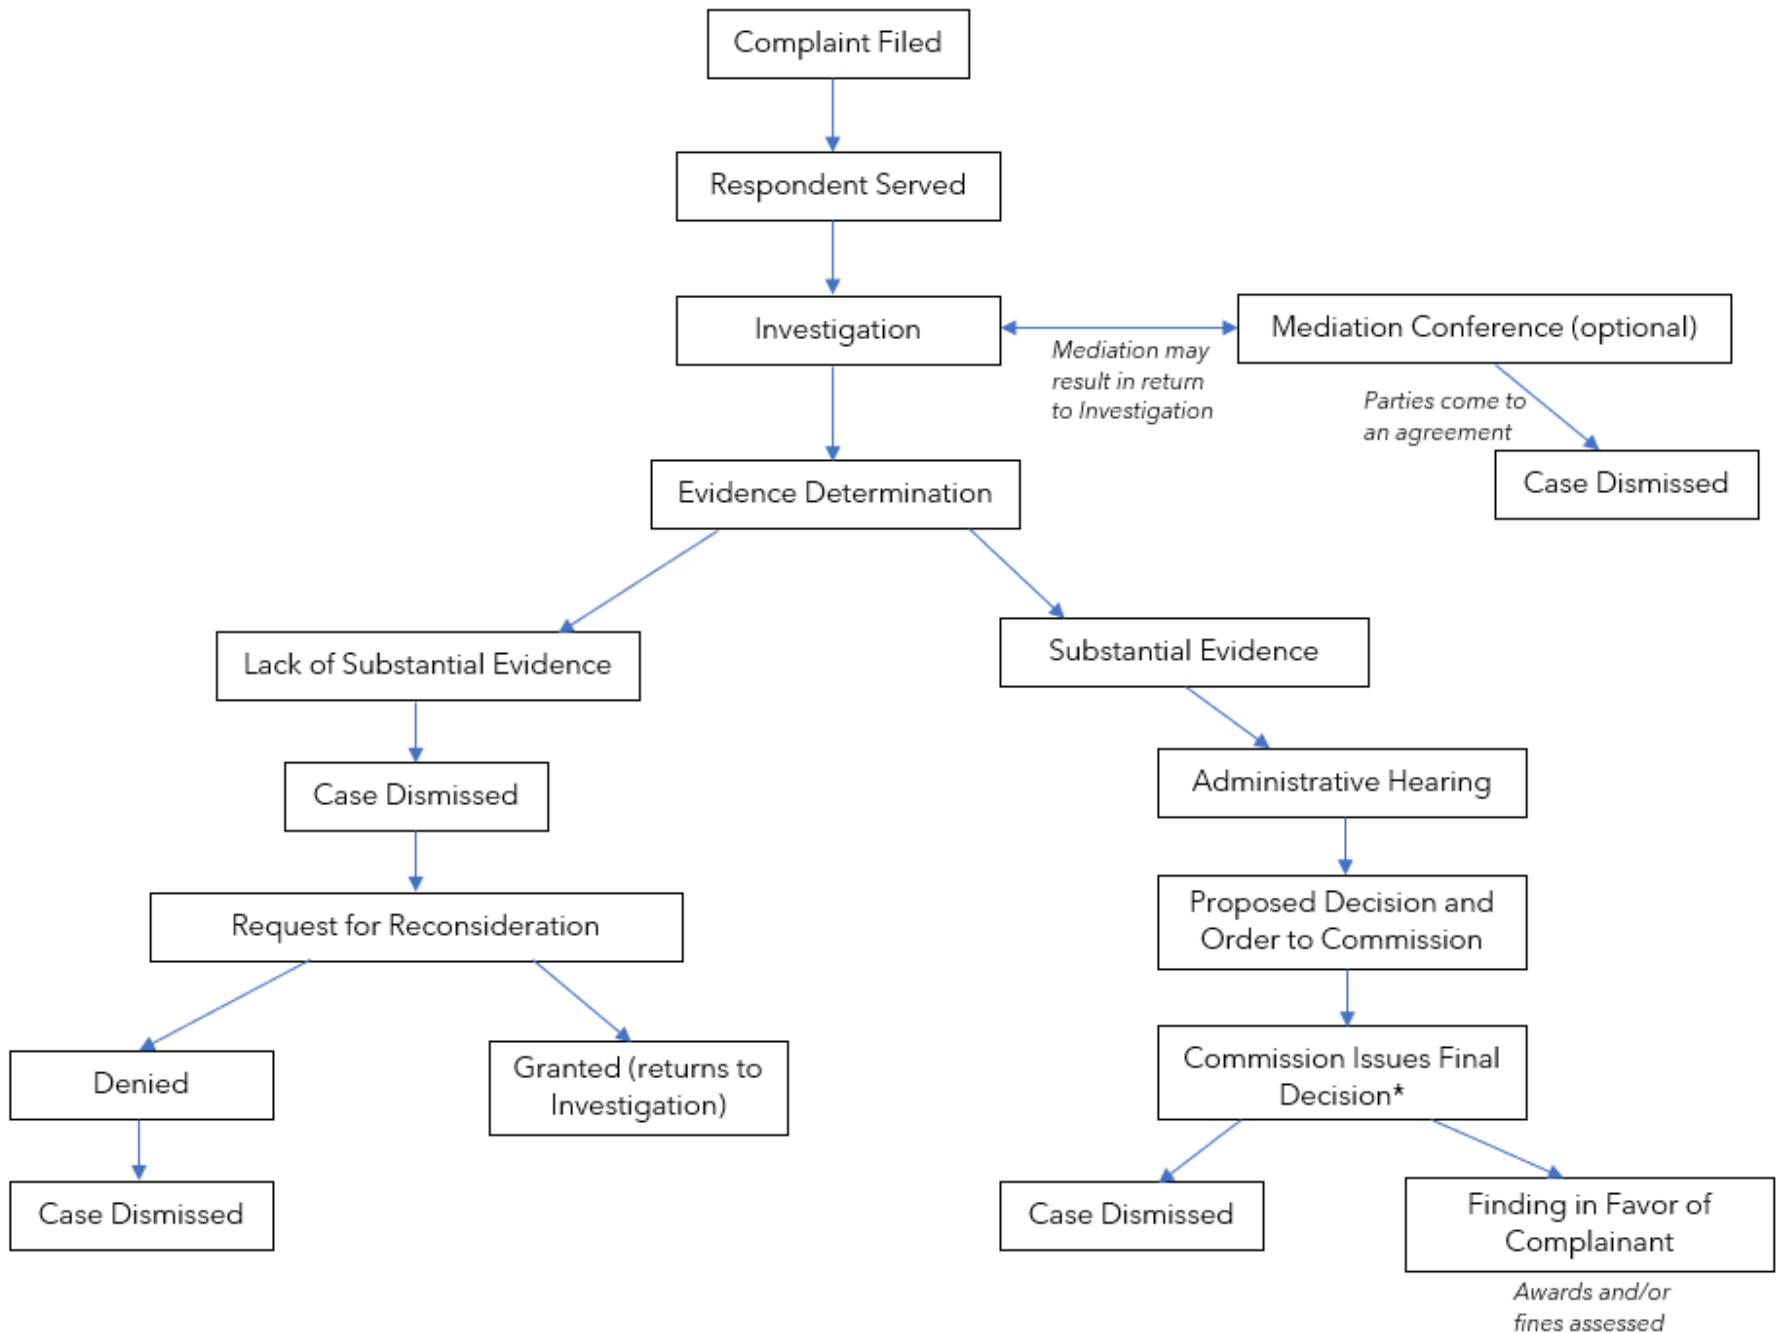 Complaint Filed
Respondent Served
Investigation
Mediation may
result in return
to Investigation
Mediation Conference (optional)
Parties come to
an agreement
Case Dismissed
Evidence Determination
Lack of Substantial Evidence
Substantial Evidence
Case Dismissed
Administrative Hearing
Request for Reconsideration
Proposed Decision and
Order to Commission
Denied
Granted (returns to
Investigation)
Commission Issues Final
Decision*
Case Dismissed
Case Dismissed
Finding in Favor of
Complainant
Awards and/or
fines assessed